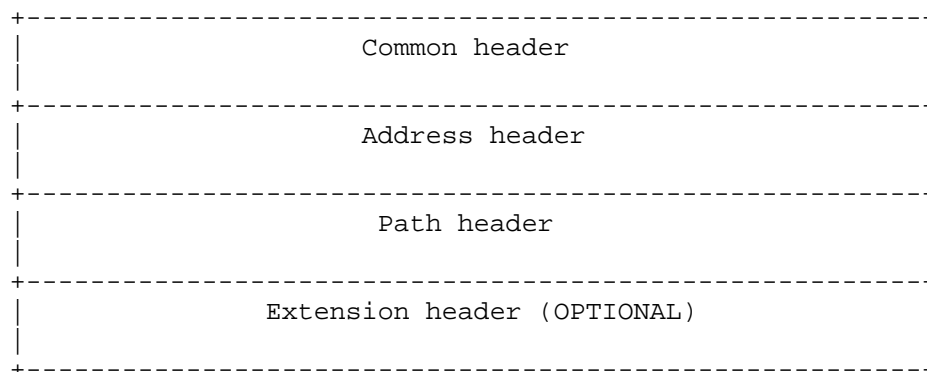 Common header
Address header
Path header
Extension header (OPTIONAL)